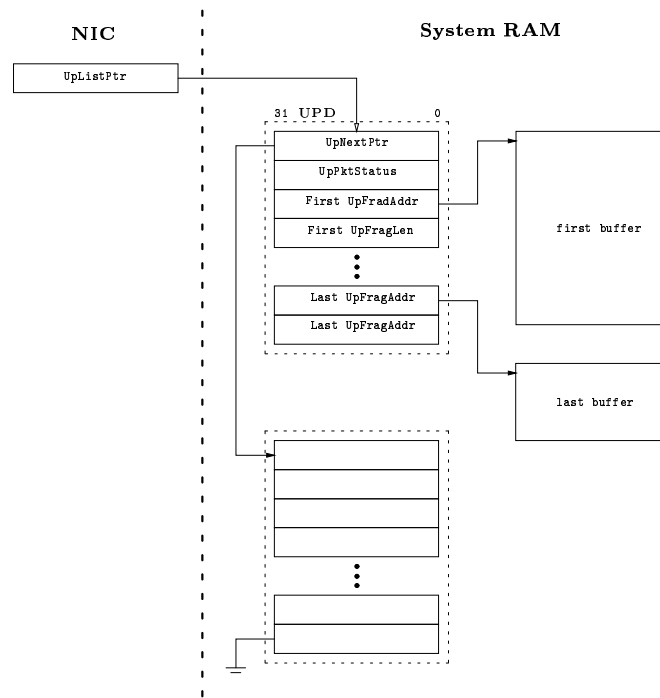 NIC
System RAM
UpListPtr
31 UPD 0
UpNextPtr
UpPktStatus
First UpFradAddr
First UpFragLen
first buffer
Last UpFragAddr
Last UpFragAddr
last buffer